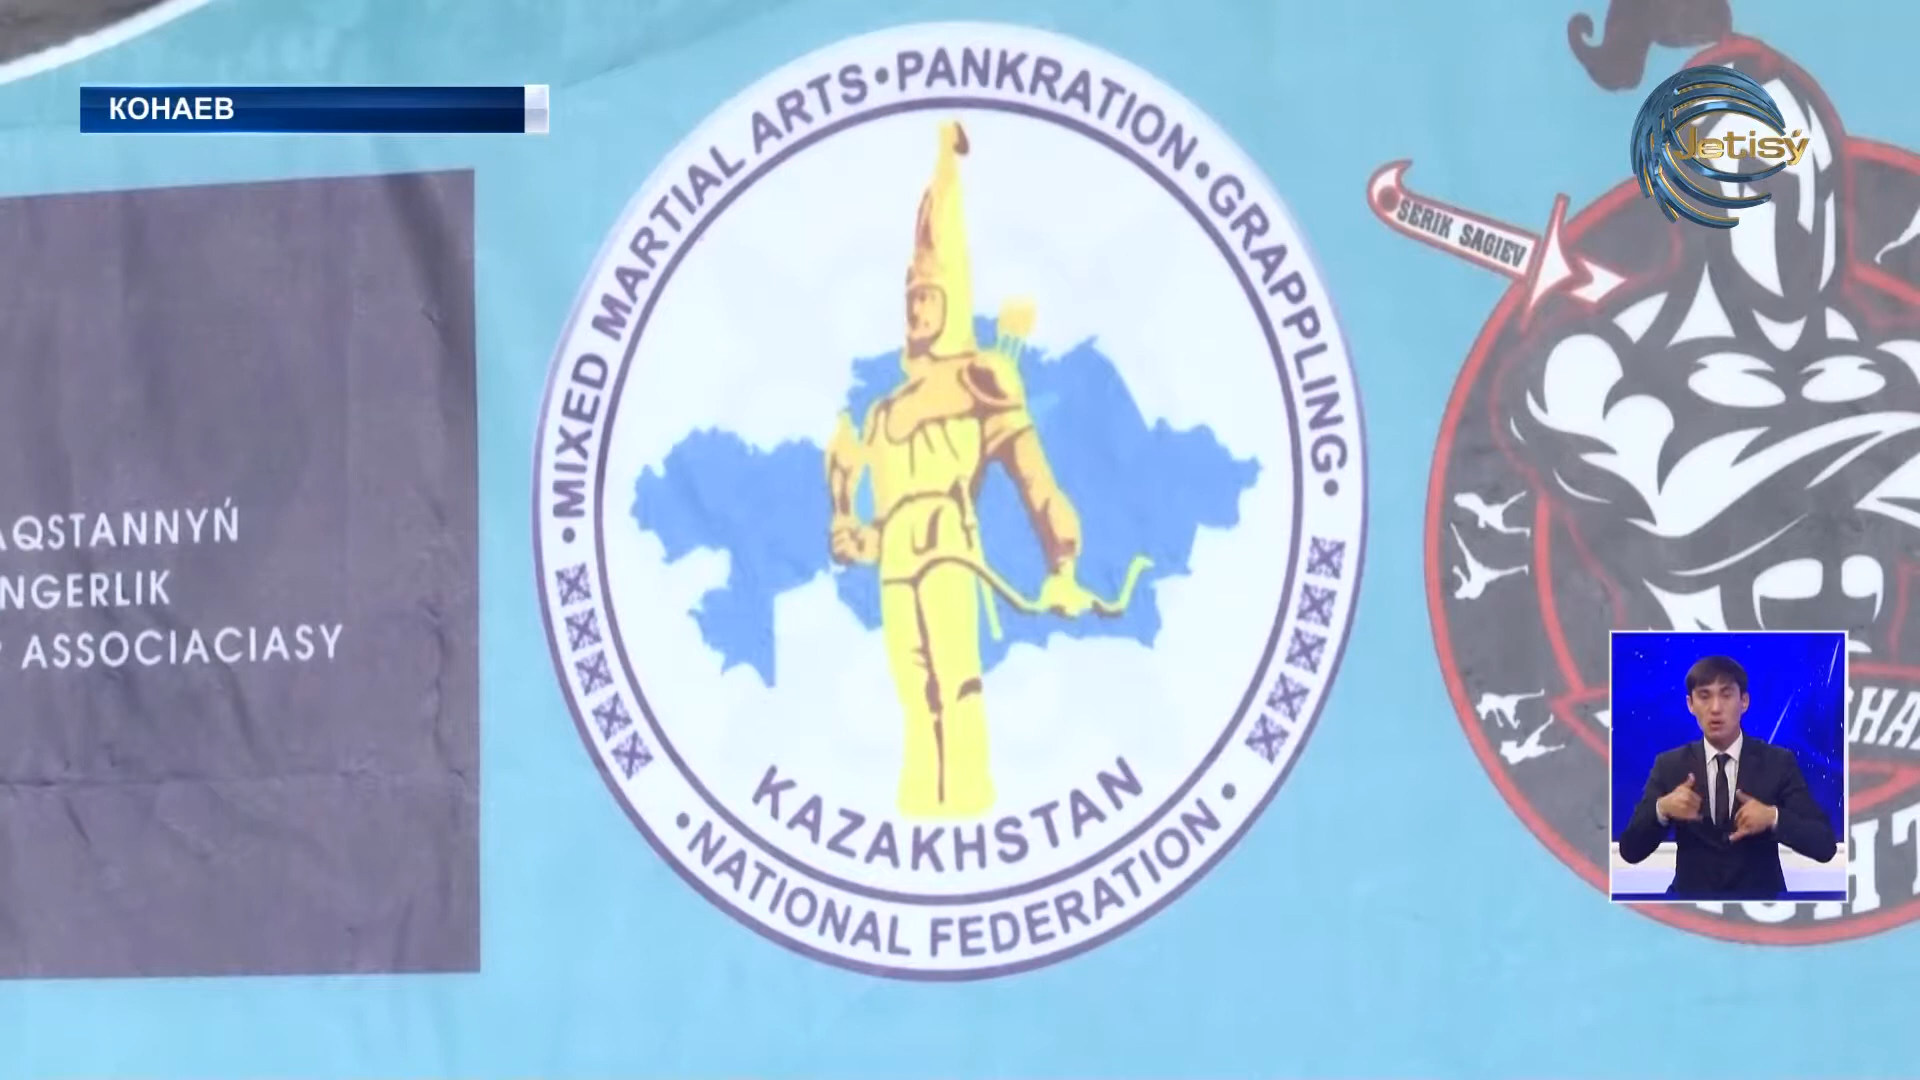 КОНАЕВ
Jetisý
•MIXED MARTIAL ARTS•PANKRATION•GRAPPLING•
KAZAKHSTAN
•NATIONAL FEDERATION•
SERIK SAGIEV
AQSTANNYŃ
NGERLIK
ASSOCIACIASY